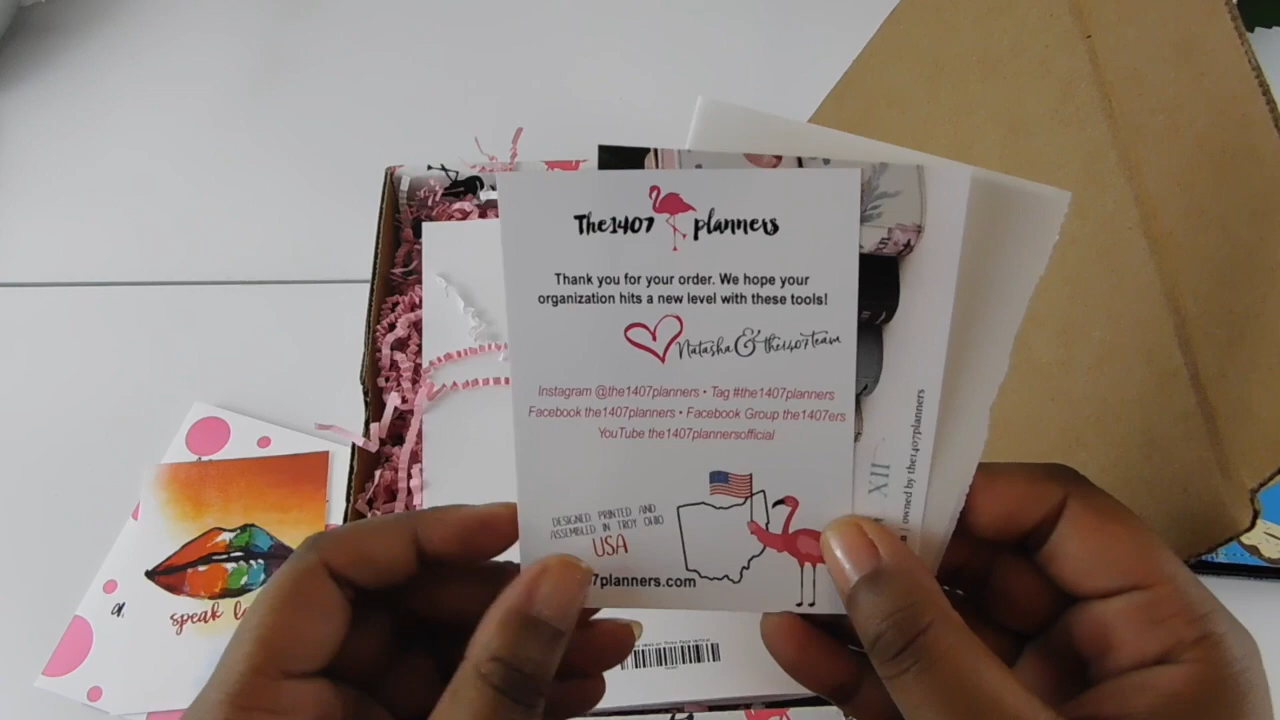 The1407 planners
Thank you for your order. We hope your
organization hits a new level with these tools!
Natasha & the1407team
Instagram @the1407planners • Tag #the1407planners
Facebook the1407planners • Facebook Group the1407ers
YouTube the1407plannersofficial
DESIGNED PRINTED AND
ASSEMBLED IN TROY OHIO
USA
7planners.com
XII
| owned by the1407planners
speak